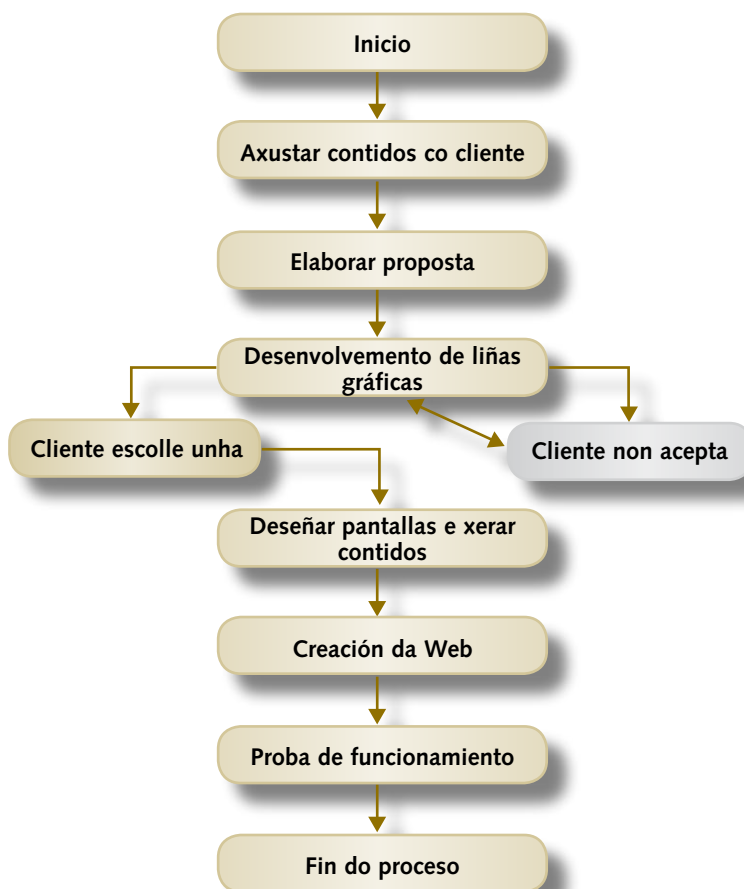 Inicio
Axustar contidos co cliente
Elaborar proposta
Desenvolvemento de liñas
gráficas
Cliente escolle unha
Cliente non acepta
Deseñar pantallas e xerar
contidos
Creación da Web
Proba de funcionamiento
Fin do proceso